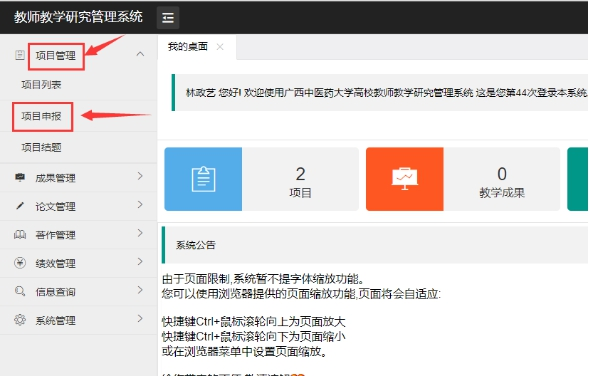 教师教学研究管理系统
我的桌面
项目管理
项目列表
项目申报
项目结题
成果管理
论文管理
著作管理
绩效管理
信息查询
系统管理
林政艺 您好! 欢迎使用广西中医药大学高校教师教学研究管理系统 这是您第44次登录本系统
2
项目
0
教学成果
系统公告
由于页面限制,系统暂不提字体缩放功能。
您可以使用浏览器提供的页面缩放功能,页面将会自适应:
快捷键Ctrl+鼠标滚轮向上为页面放大
快捷键Ctrl+鼠标滚轮向下为页面缩小
或在浏览器菜单中设置页面缩放。